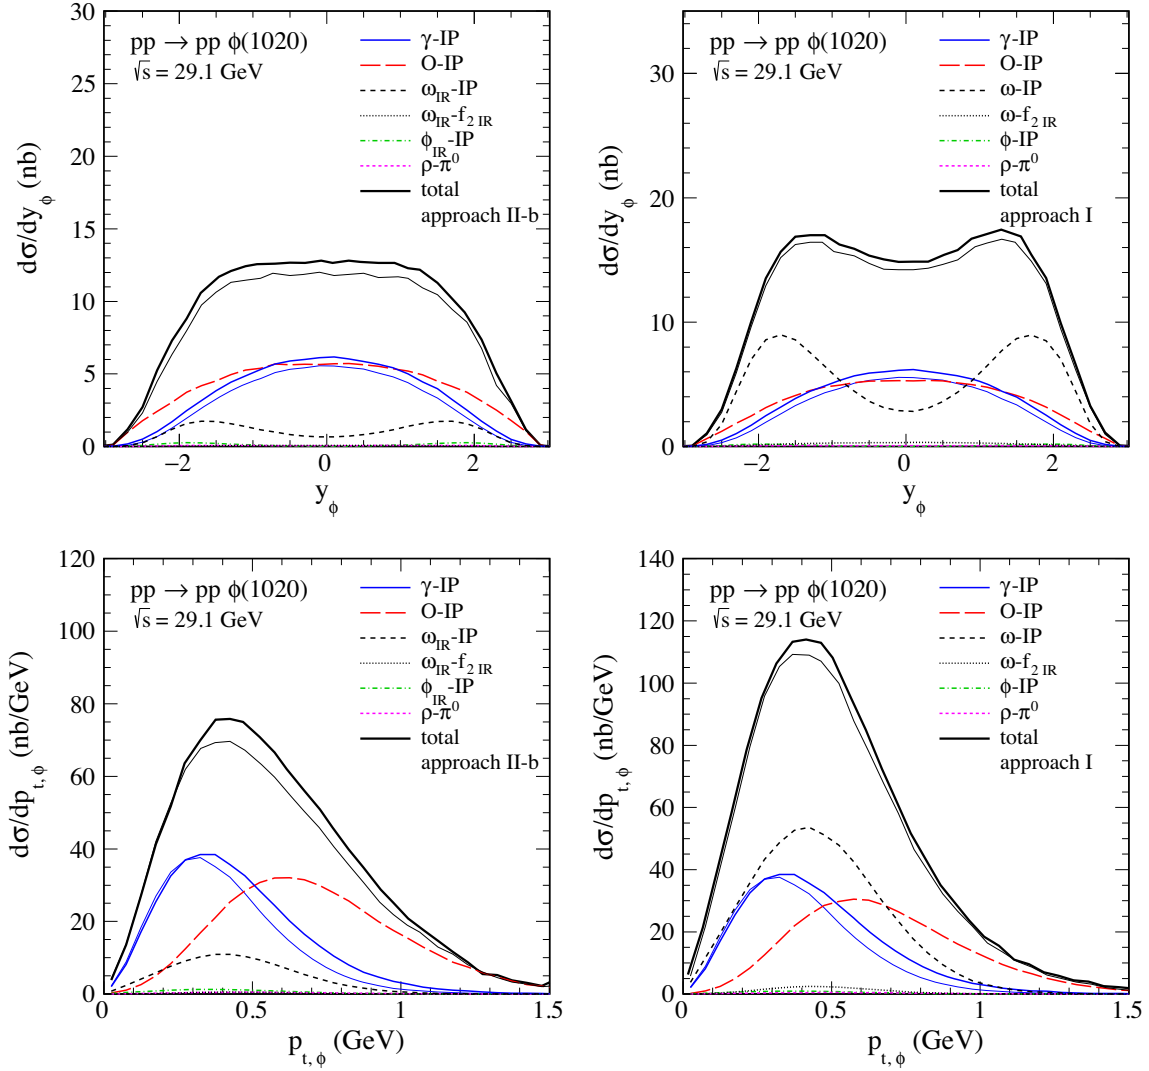 pp → pp ϕ(1020)
√s = 29.1 GeV
γ-IP
O-IP
ω_IR-IP
ω_IR-f_2 IR
ϕ_IR-IP
ρ-π⁰
total
approach II-b
dσ/dy_ϕ (nb)
30
25
20
15
10
5
0
−2 0 2
y_ϕ
pp → pp ϕ(1020)
√s = 29.1 GeV
γ-IP
O-IP
ω-IP
ω-f_2 IR
ϕ-IP
ρ-π⁰
total
approach I
dσ/dy_ϕ (nb)
30
20
10
0
−2 0 2
y_ϕ
pp → pp ϕ(1020)
√s = 29.1 GeV
γ-IP
O-IP
ω_IR-IP
ω_IR-f_2 IR
ϕ_IR-IP
ρ-π⁰
total
approach II-b
dσ/dp_t, ϕ (nb/GeV)
120
100
80
60
40
20
0
0 0.5 1 1.5
p_t, ϕ (GeV)
pp → pp ϕ(1020)
√s = 29.1 GeV
γ-IP
O-IP
ω-IP
ω-f_2 IR
ϕ-IP
ρ-π⁰
total
approach I
dσ/dp_t, ϕ (nb/GeV)
140
120
100
80
60
40
20
0
0 0.5 1 1.5
p_t, ϕ (GeV)